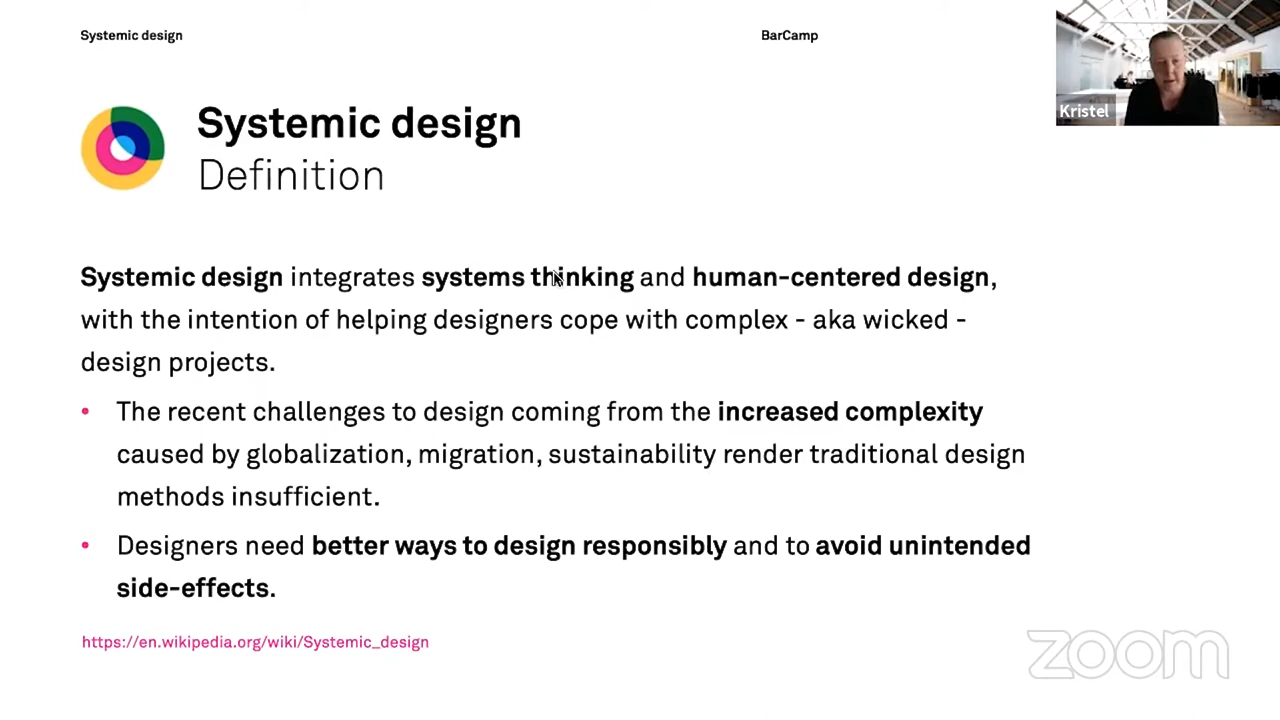 Systemic design
BarCamp
Kristel
Systemic design
Definition
Systemic design integrates systems thinking and human-centered design,
with the intention of helping designers cope with complex - aka wicked -
design projects.
• The recent challenges to design coming from the increased complexity
caused by globalization, migration, sustainability render traditional design
methods insufficient.
• Designers need better ways to design responsibly and to avoid unintended
side-effects.
https://en.wikipedia.org/wiki/Systemic_design
zoom